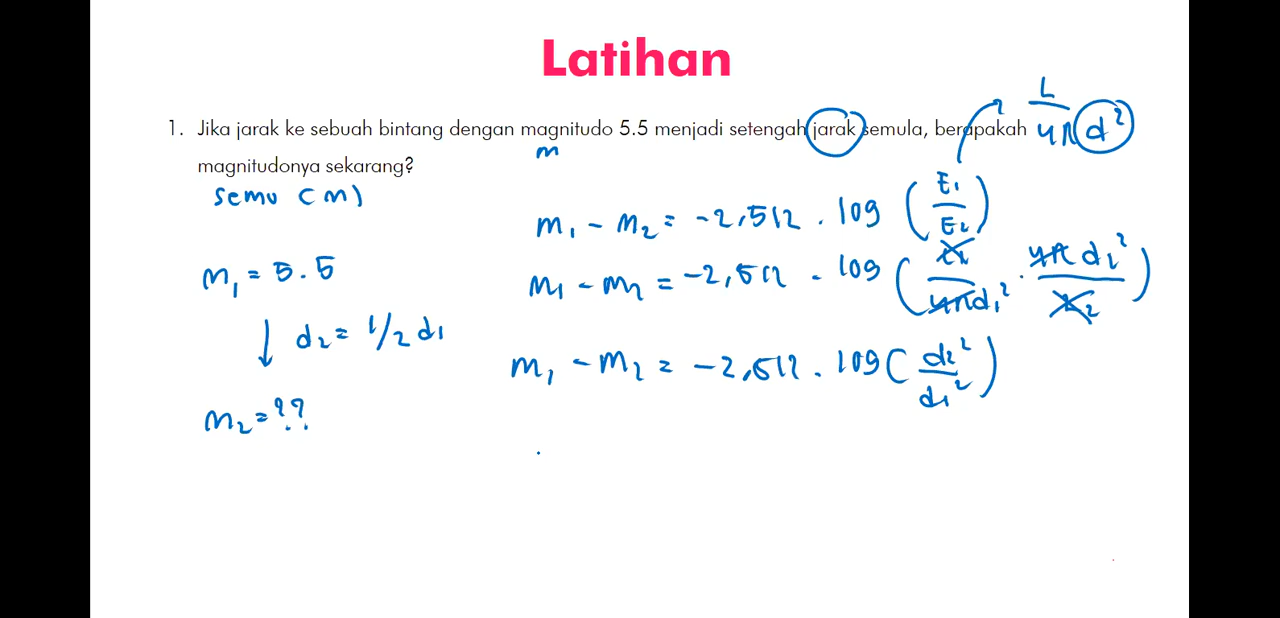 Latihan
1. Jika jarak ke sebuah bintang dengan magnitudo 5.5 menjadi setengah jarak semula, berapakah
magnitudonya sekarang?
L / 4π d²
m
semu (m)
m₁ - m₂ = -2,512 . log (E₁ / E₂)
m₁ = 5.5
m₁ - m₂ = -2,512 . log ( / 4πd₁² . 4π d₂² / )
↓ d₂ = 1/2 d₁
m₁ - m₂ = -2,512 . log (d₂² / d₁²)
m₂ = ??